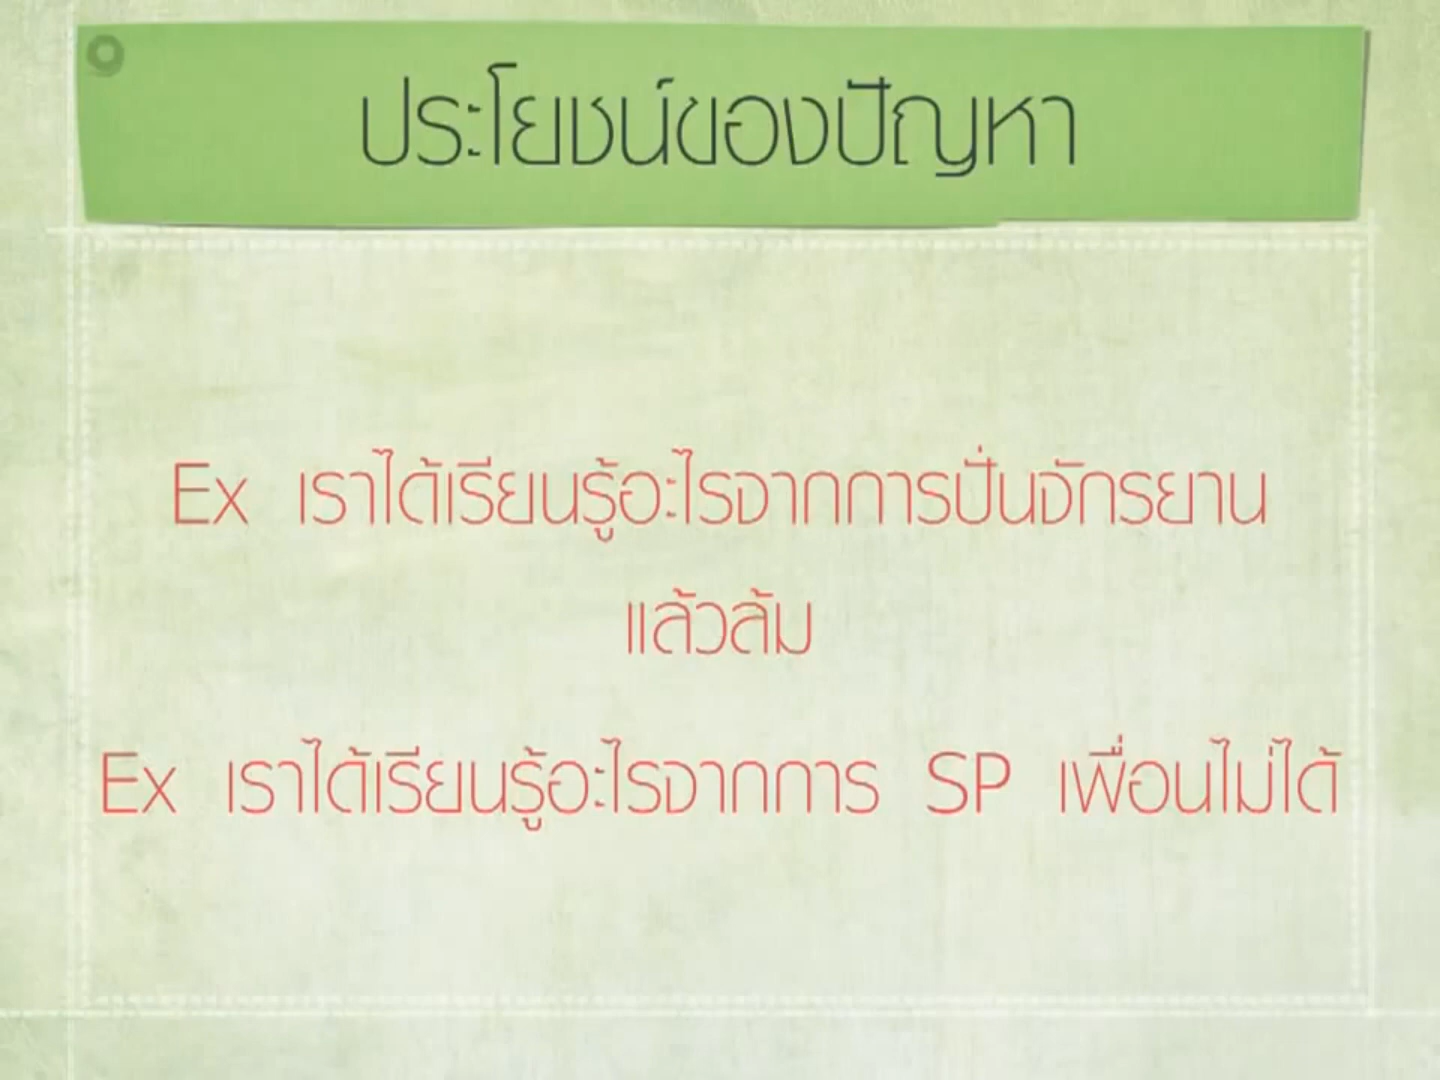 ประโยชน์ของปัญหา
Ex เราได้เรียนรู้อะไรจากการปั่นจักรยาน
แล้วล้ม
Ex เราได้เรียนรู้อะไรจากการ SP เพื่อนไม่ได้